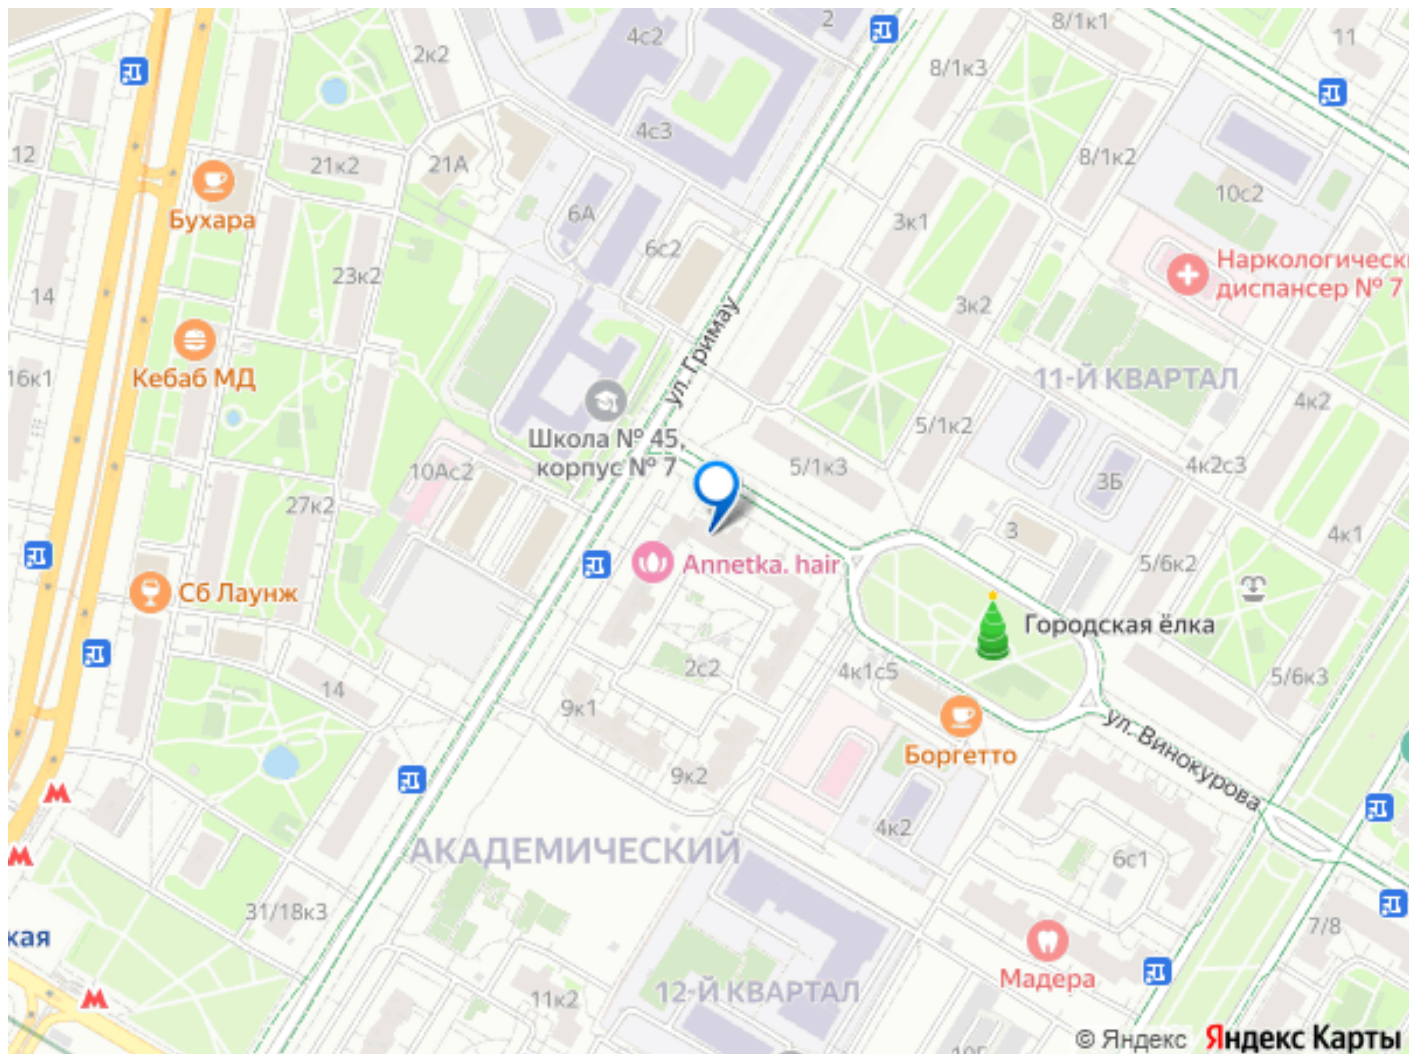 2
4с2
8/1к1
11
2к2
8/1к3
4с3
12
21к2
21А
8/1к2
10с2
Бухара
6А
3к1
6с2
Наркологическ
диспансер № 7
23к2
14
3к2
ул. Гримау
16к1
Кебаб МД
11-Й КВАРТАЛ
4к2
Школа № 45,
корпус № 7
5/1к2
10Ас2
5/1к3
4к2с3
3Б
27к2
3
4к1
Annetka. hair
5/6к2
Сб Лаунж
Городская ёлка
2с2
4к1с5
5/6к3
14
9к1
ул. Винокурова
Боргетто
9к2
4к2
АКАДЕМИЧЕСКИЙ
6с1
31/18к3
7/8
кая
Мадера
11к2
12-Й КВАРТАЛ
© Яндекс Яндекс Карты